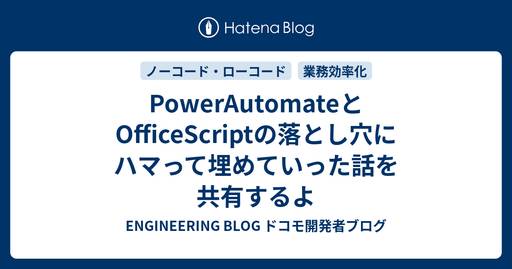 Hatena Blog
ノーコード・ローコード 業務効率化
PowerAutomateと
OfficeScriptの落とし穴に
ハマって埋めていった話を
共有するよ
ENGINEERING BLOG ドコモ開発者ブログ